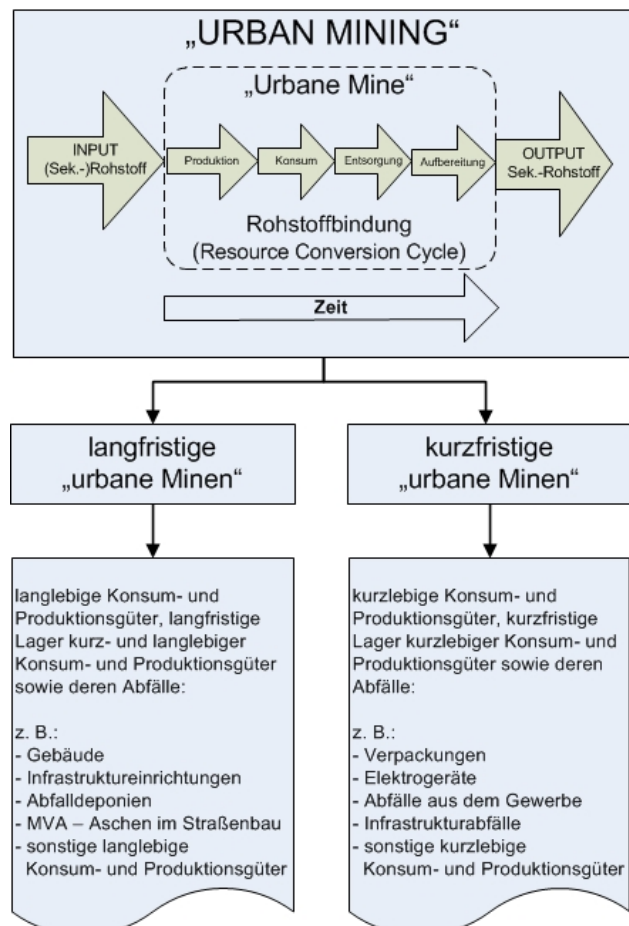 „URBAN MINING“
„Urbane Mine“
INPUT
(Sek.-)Rohstoff
Produktion
Konsum
Entsorgung
Aufbereitung
OUTPUT
Sek.-Rohstoff
Rohstoffbindung
(Resource Conversion Cycle)
Zeit
langfristige
„urbane Minen“
kurzfristige
„urbane Minen“
langlebige Konsum- und
Produktionsgüter, langfristige
Lager kurz- und langlebiger
Konsum- und Produktionsgüter
sowie deren Abfälle:
z. B.:
- Gebäude
- Infrastruktureinrichtungen
- Abfalldeponien
- MVA – Aschen im Straßenbau
- sonstige langlebige
Konsum- und Produktionsgüter
kurzlebige Konsum- und
Produktionsgüter, kurzfristige
Lager kurzlebiger Konsum- und
Produktionsgüter sowie deren
Abfälle:
z. B.:
- Verpackungen
- Elektrogeräte
- Abfälle aus dem Gewerbe
- Infrastrukturabfälle
- sonstige kurzlebige
Konsum- und Produktionsgüter